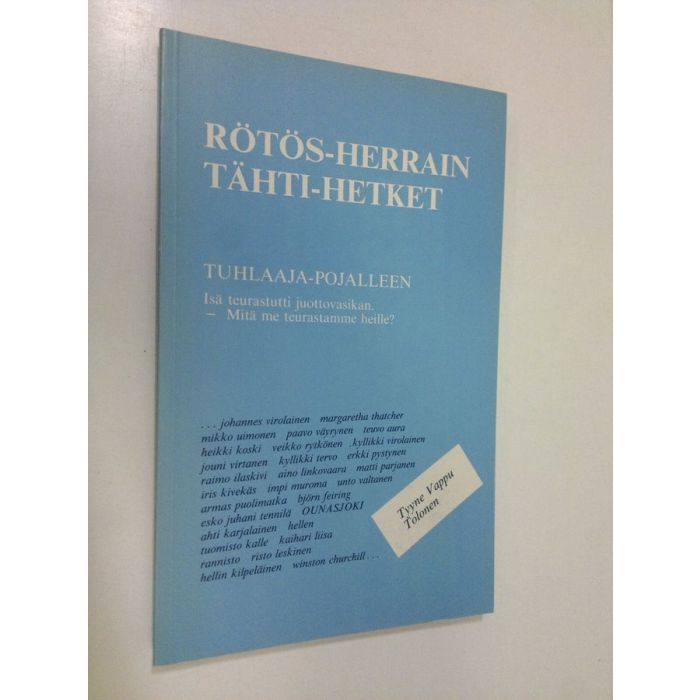 RÖTÖS-HERRAIN
TÄHTI-HETKET
TUHLAAJA-POJALLEEN
Isä teurastutti juottovasikan.
– Mitä me teurastamme heille?
... johannes virolainen margaretha thatcher
mikko uimonen paavo väyrynen teuvo aura
heikki koski veikko rytkönen .kyllikki virolainen
jouni virtanen kyllikki tervo erkki pystynen
raimo ilaskivi aino linkovaara matti parjanen
iris kivekäs impi muroma unto valtanen
armas puolimatka björn feiring
esko juhani tennilä OUNASJOKI
ahti karjalainen hellen
tuomisto kalle kaihari liisa
rannisto risto leskinen
hellin kilpeläinen winston churchill ...
Tyyne Vappu
Tolonen